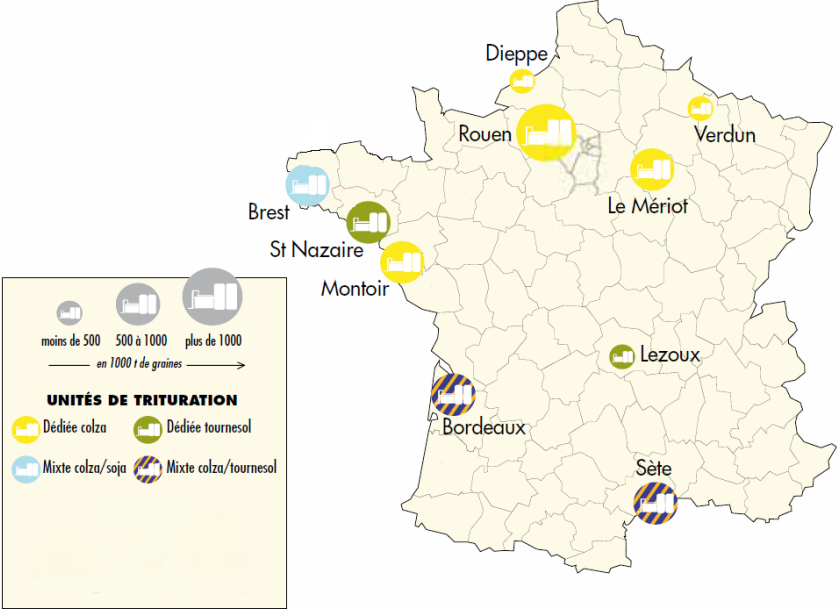 Dieppe
Rouen
Verdun
Le Mériot
Brest
St Nazaire
Montoir
Lezoux
Bordeaux
Sète
moins de 500
500 à 1000
plus de 1000
en 1000 t de graines
UNITÉS DE TRITURATION
Dédiée colza
Dédiée tournesol
Mixte colza/soja
Mixte colza/tournesol